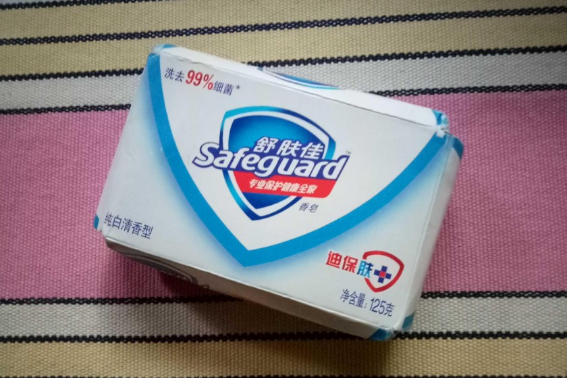 洗去99%细菌*
舒肤佳
Safeguard
专业保护健康全家
香皂
纯白清香型
迪保肤
净含量:125克